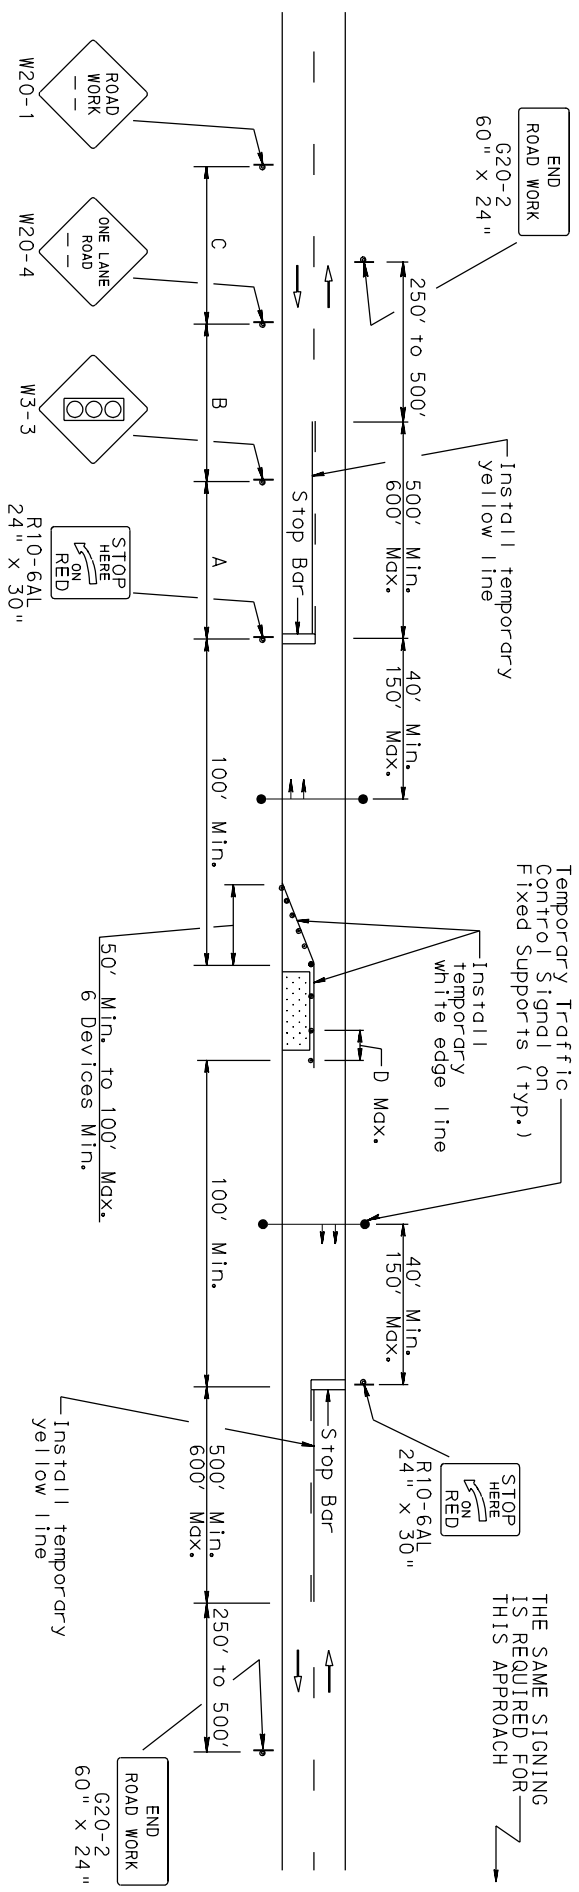 END
ROAD WORK
G20-2
60" x 24"
250' to 500'
Install temporary
yellow line
500' Min.
600' Max.
40' Min.
150' Max.
Temporary Traffic
Control Signal on
Fixed Supports (typ.)
Install
temporary
white edge line
D Max.
40' Min.
150' Max.
STOP
HERE
ON
RED
R10-6AL
24" x 30"
THE SAME SIGNING
IS REQUIRED FOR
THIS APPROACH
Stop Bar
Stop Bar
ROAD
WORK
W20-1
C
ONE LANE
ROAD
W20-4
B
W3-3
A
STOP
HERE
ON
RED
R10-6AL
24" x 30"
100' Min.
50' Min. to 100' Max.
6 Devices Min.
100' Min.
500' Min.
600' Max.
Install temporary
yellow line
250' to 500'
END
ROAD WORK
G20-2
60" x 24"